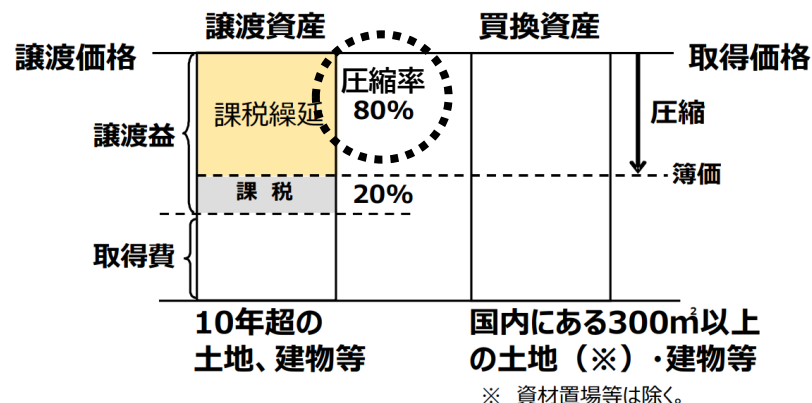 譲渡資産
買換資産
譲渡価格
取得価格
圧縮率
80%
課税繰延
圧縮
譲渡益
簿価
課 税
20%
取得費
10年超の
土地、建物等
国内にある300㎡以上
の土地（※）・建物等
※ 資材置場等は除く。